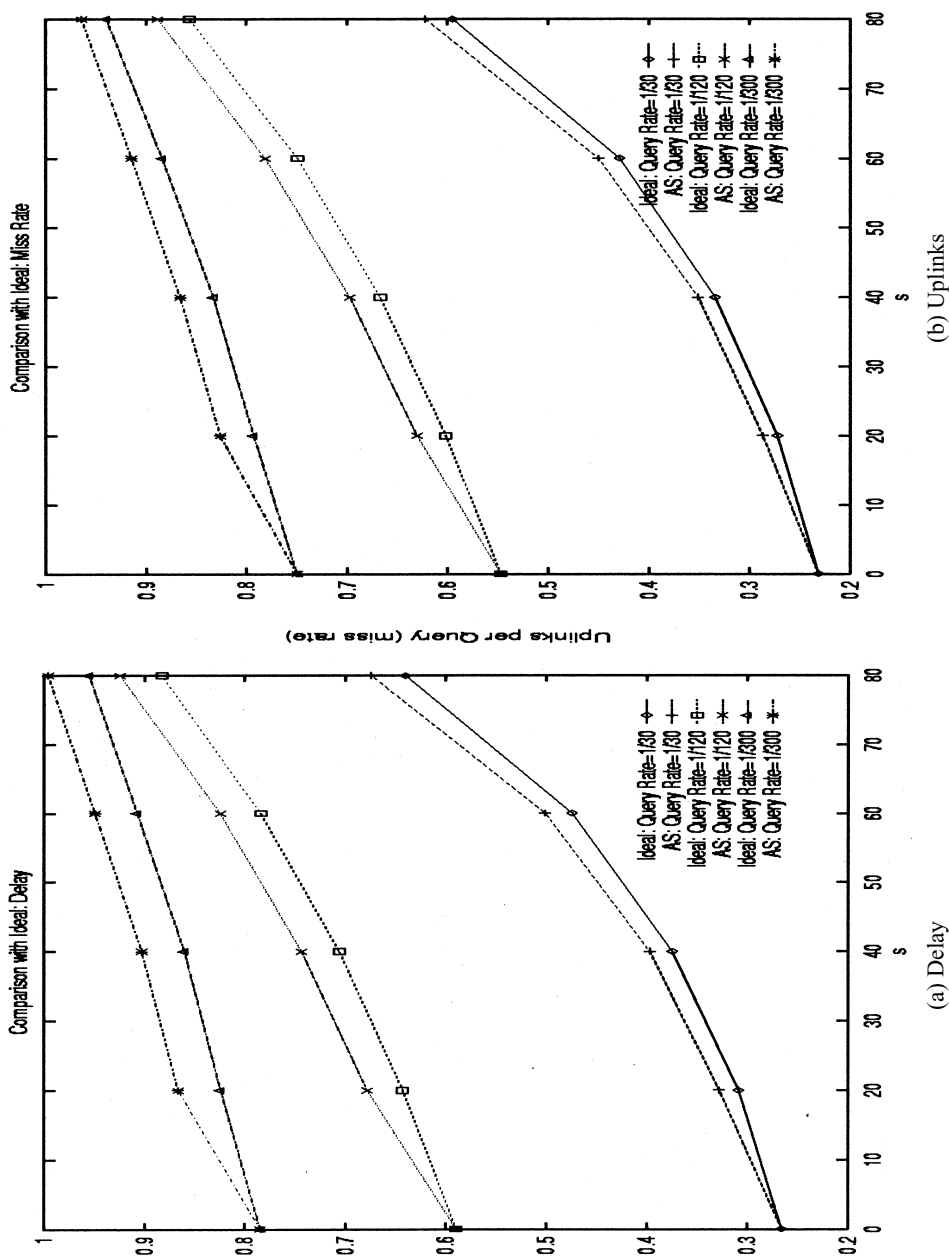 Comparison with Ideal: Delay
1
0.9
0.8
0.7
0.6
0.5
0.4
0.3
0.2
0
10
20
30
40
50
60
70
80
s
Ideal: Query Rate=1/30
AS: Query Rate=1/30
Ideal: Query Rate=1/120
AS: Query Rate=1/120
Ideal: Query Rate=1/300
AS: Query Rate=1/300
(a) Delay
Comparison with Ideal: Miss Rate
Uplinks per Query (miss rate)
1
0.9
0.8
0.7
0.6
0.5
0.4
0.3
0.2
0
10
20
30
40
50
60
70
80
s
Ideal: Query Rate=1/30
AS: Query Rate=1/30
Ideal: Query Rate=1/120
AS: Query Rate=1/120
Ideal: Query Rate=1/300
AS: Query Rate=1/300
(b) Uplinks